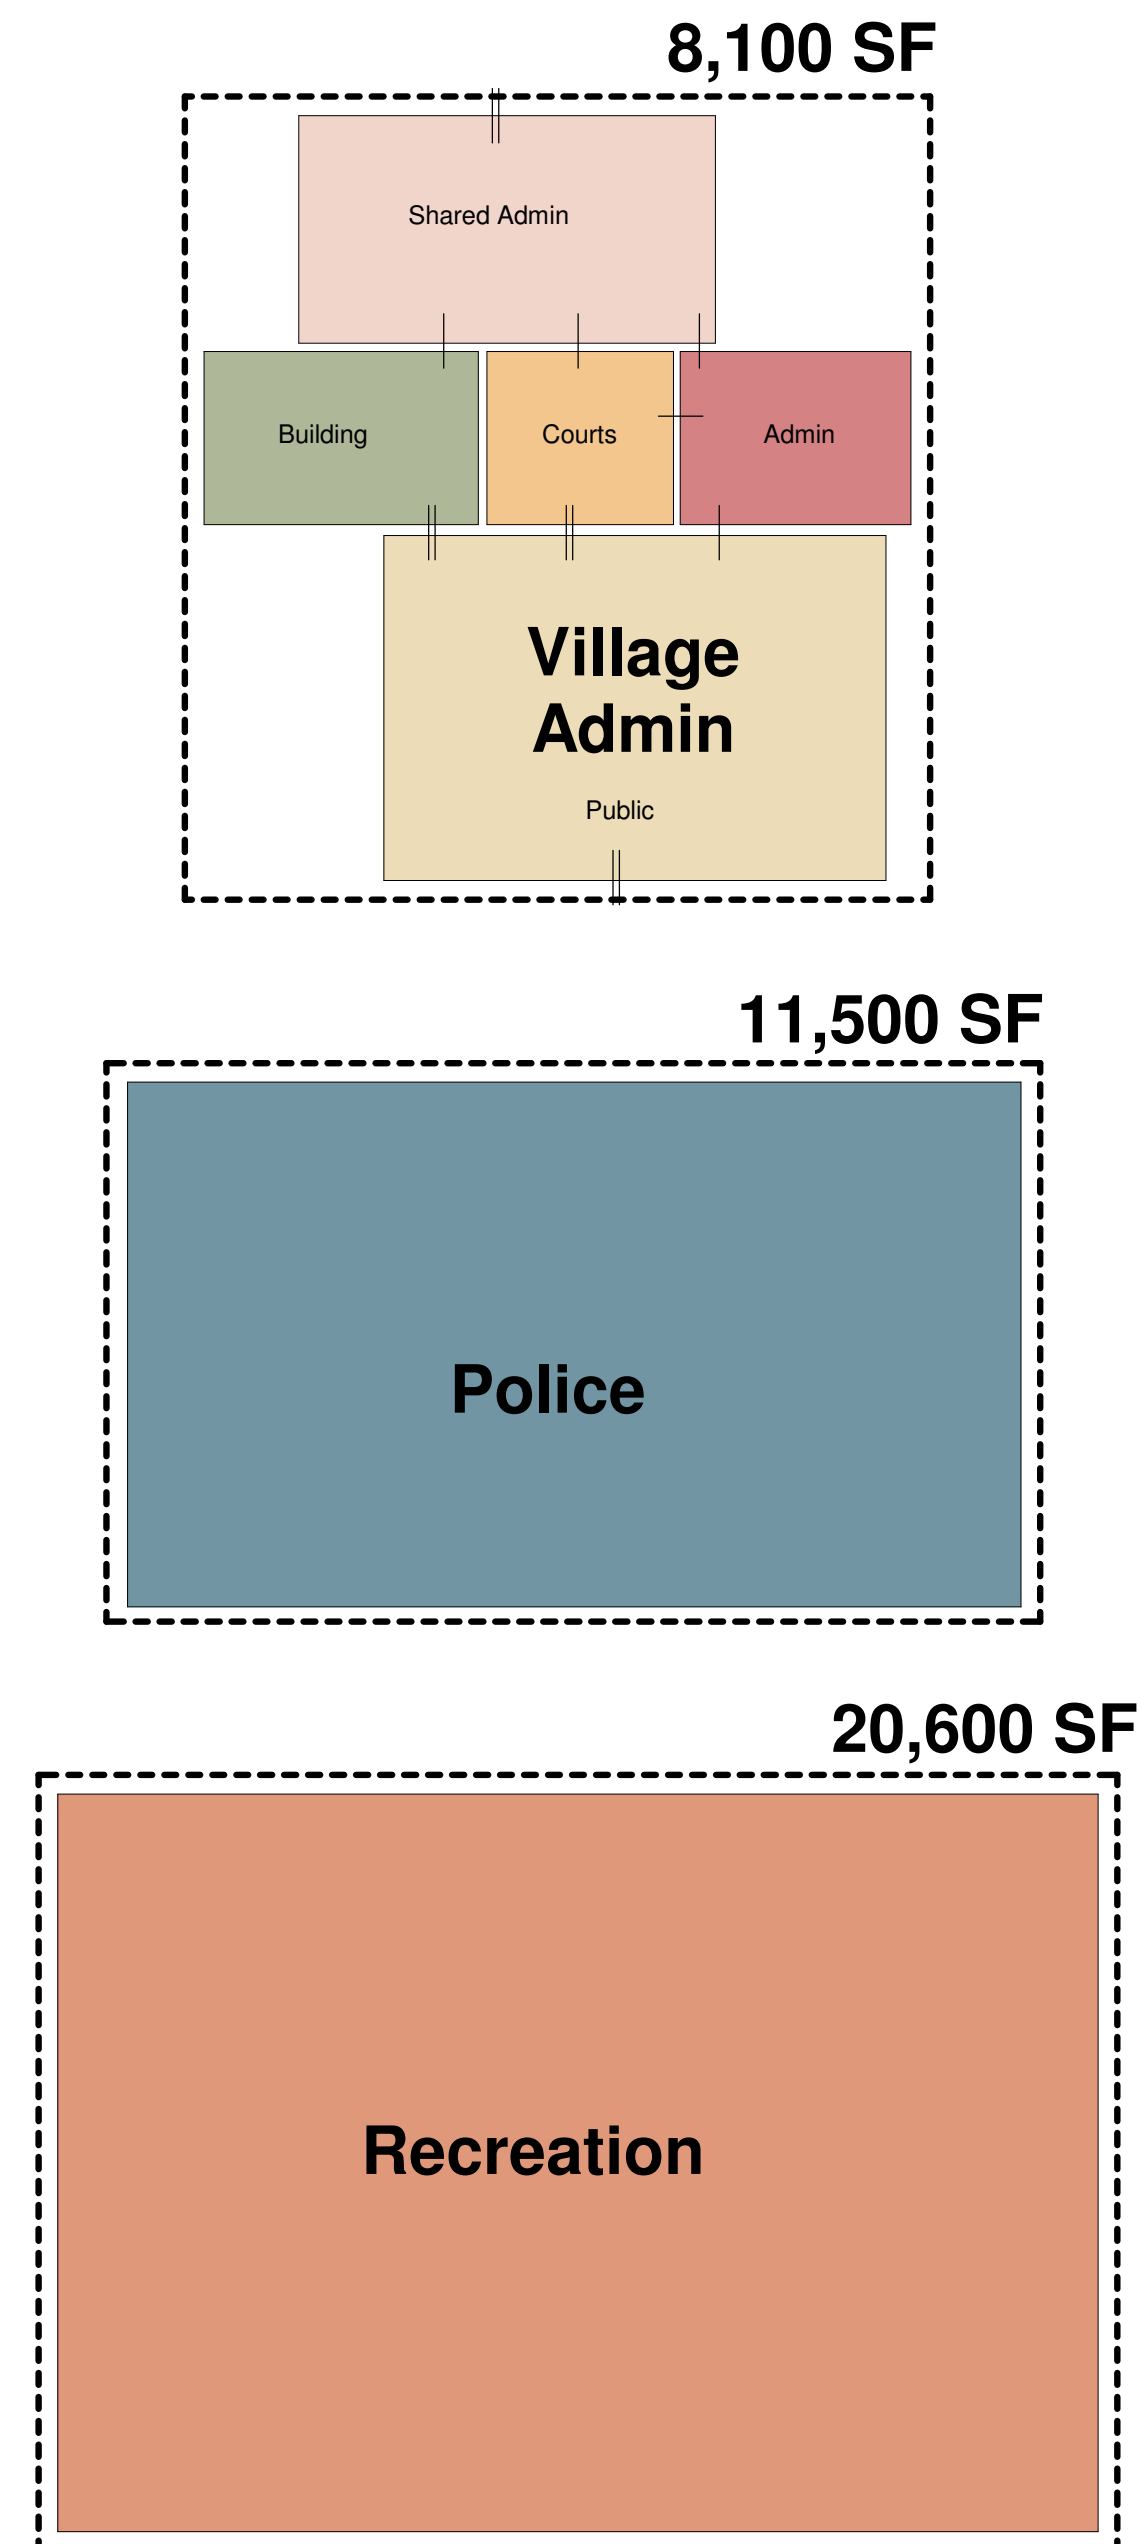 8,100 SF
Shared Admin
Building
Courts
Admin
Village
Admin
Public
11,500 SF
Police
20,600 SF
Recreation